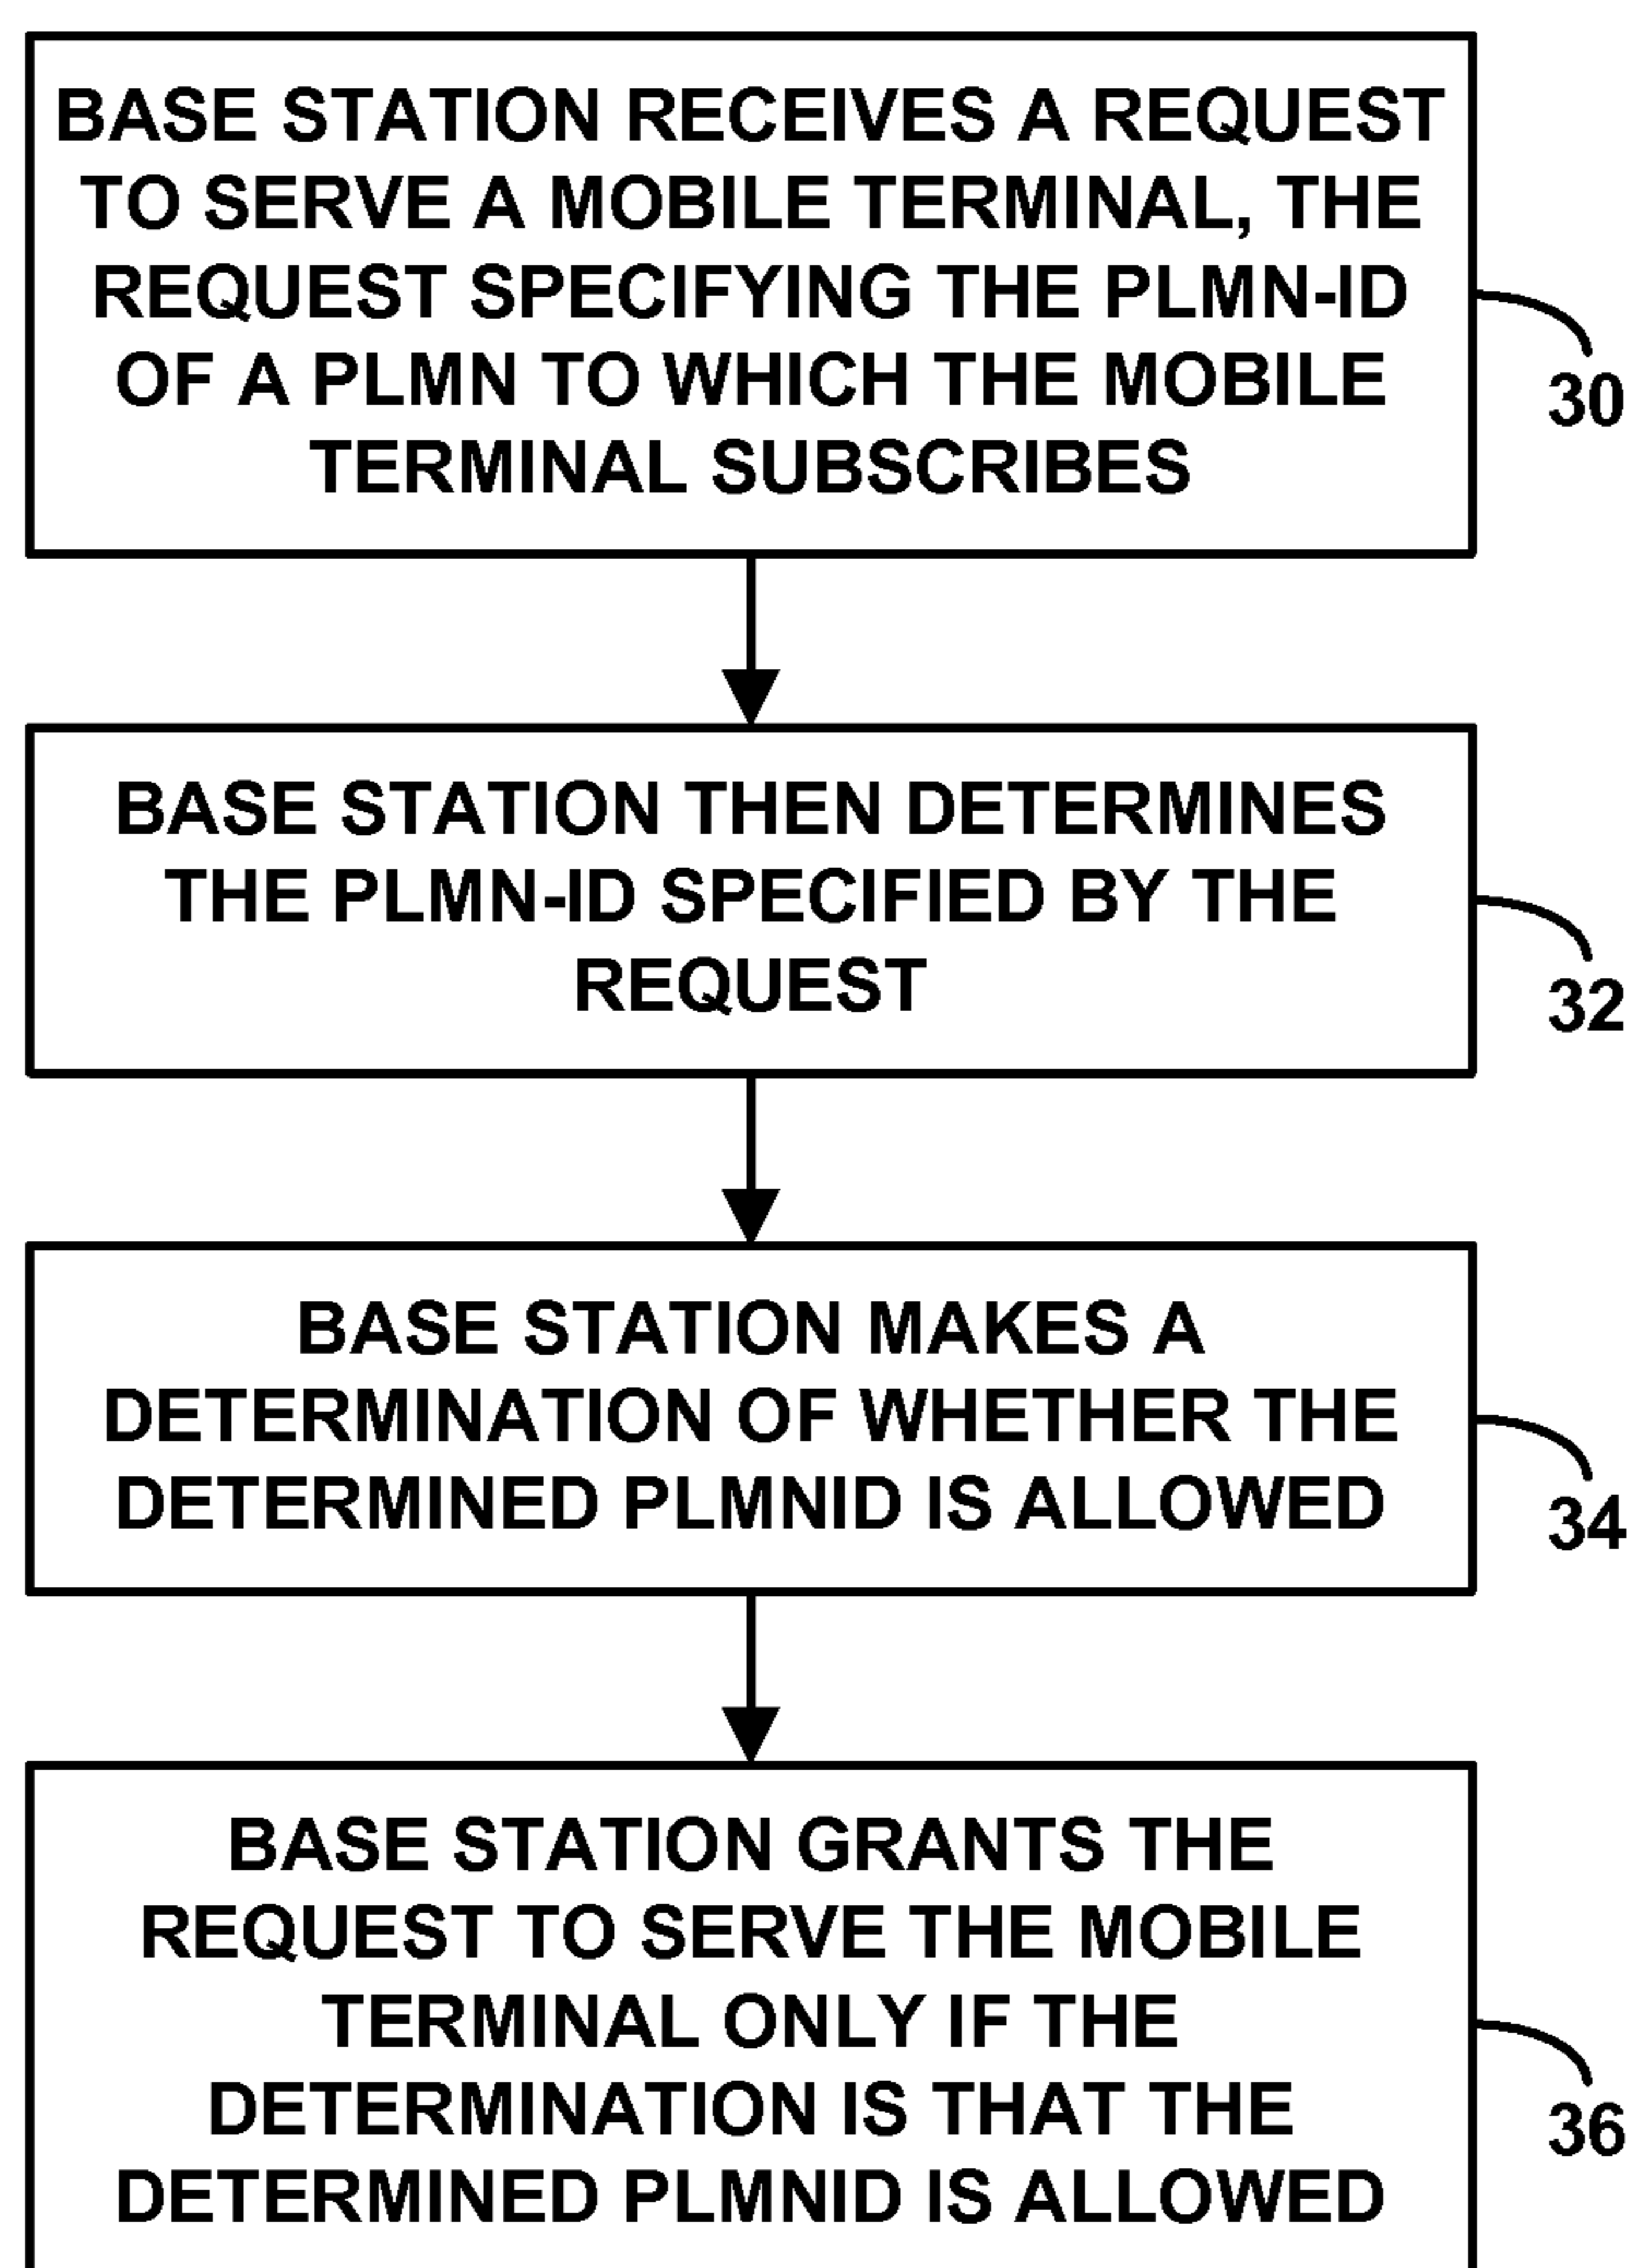 BASE STATION RECEIVES A REQUEST
TO SERVE A MOBILE TERMINAL, THE
REQUEST SPECIFYING THE PLMN-ID
OF A PLMN TO WHICH THE MOBILE
TERMINAL SUBSCRIBES
30
BASE STATION THEN DETERMINES
THE PLMN-ID SPECIFIED BY THE
REQUEST
32
BASE STATION MAKES A
DETERMINATION OF WHETHER THE
DETERMINED PLMNID IS ALLOWED
34
BASE STATION GRANTS THE
REQUEST TO SERVE THE MOBILE
TERMINAL ONLY IF THE
DETERMINATION IS THAT THE
DETERMINED PLMNID IS ALLOWED
36